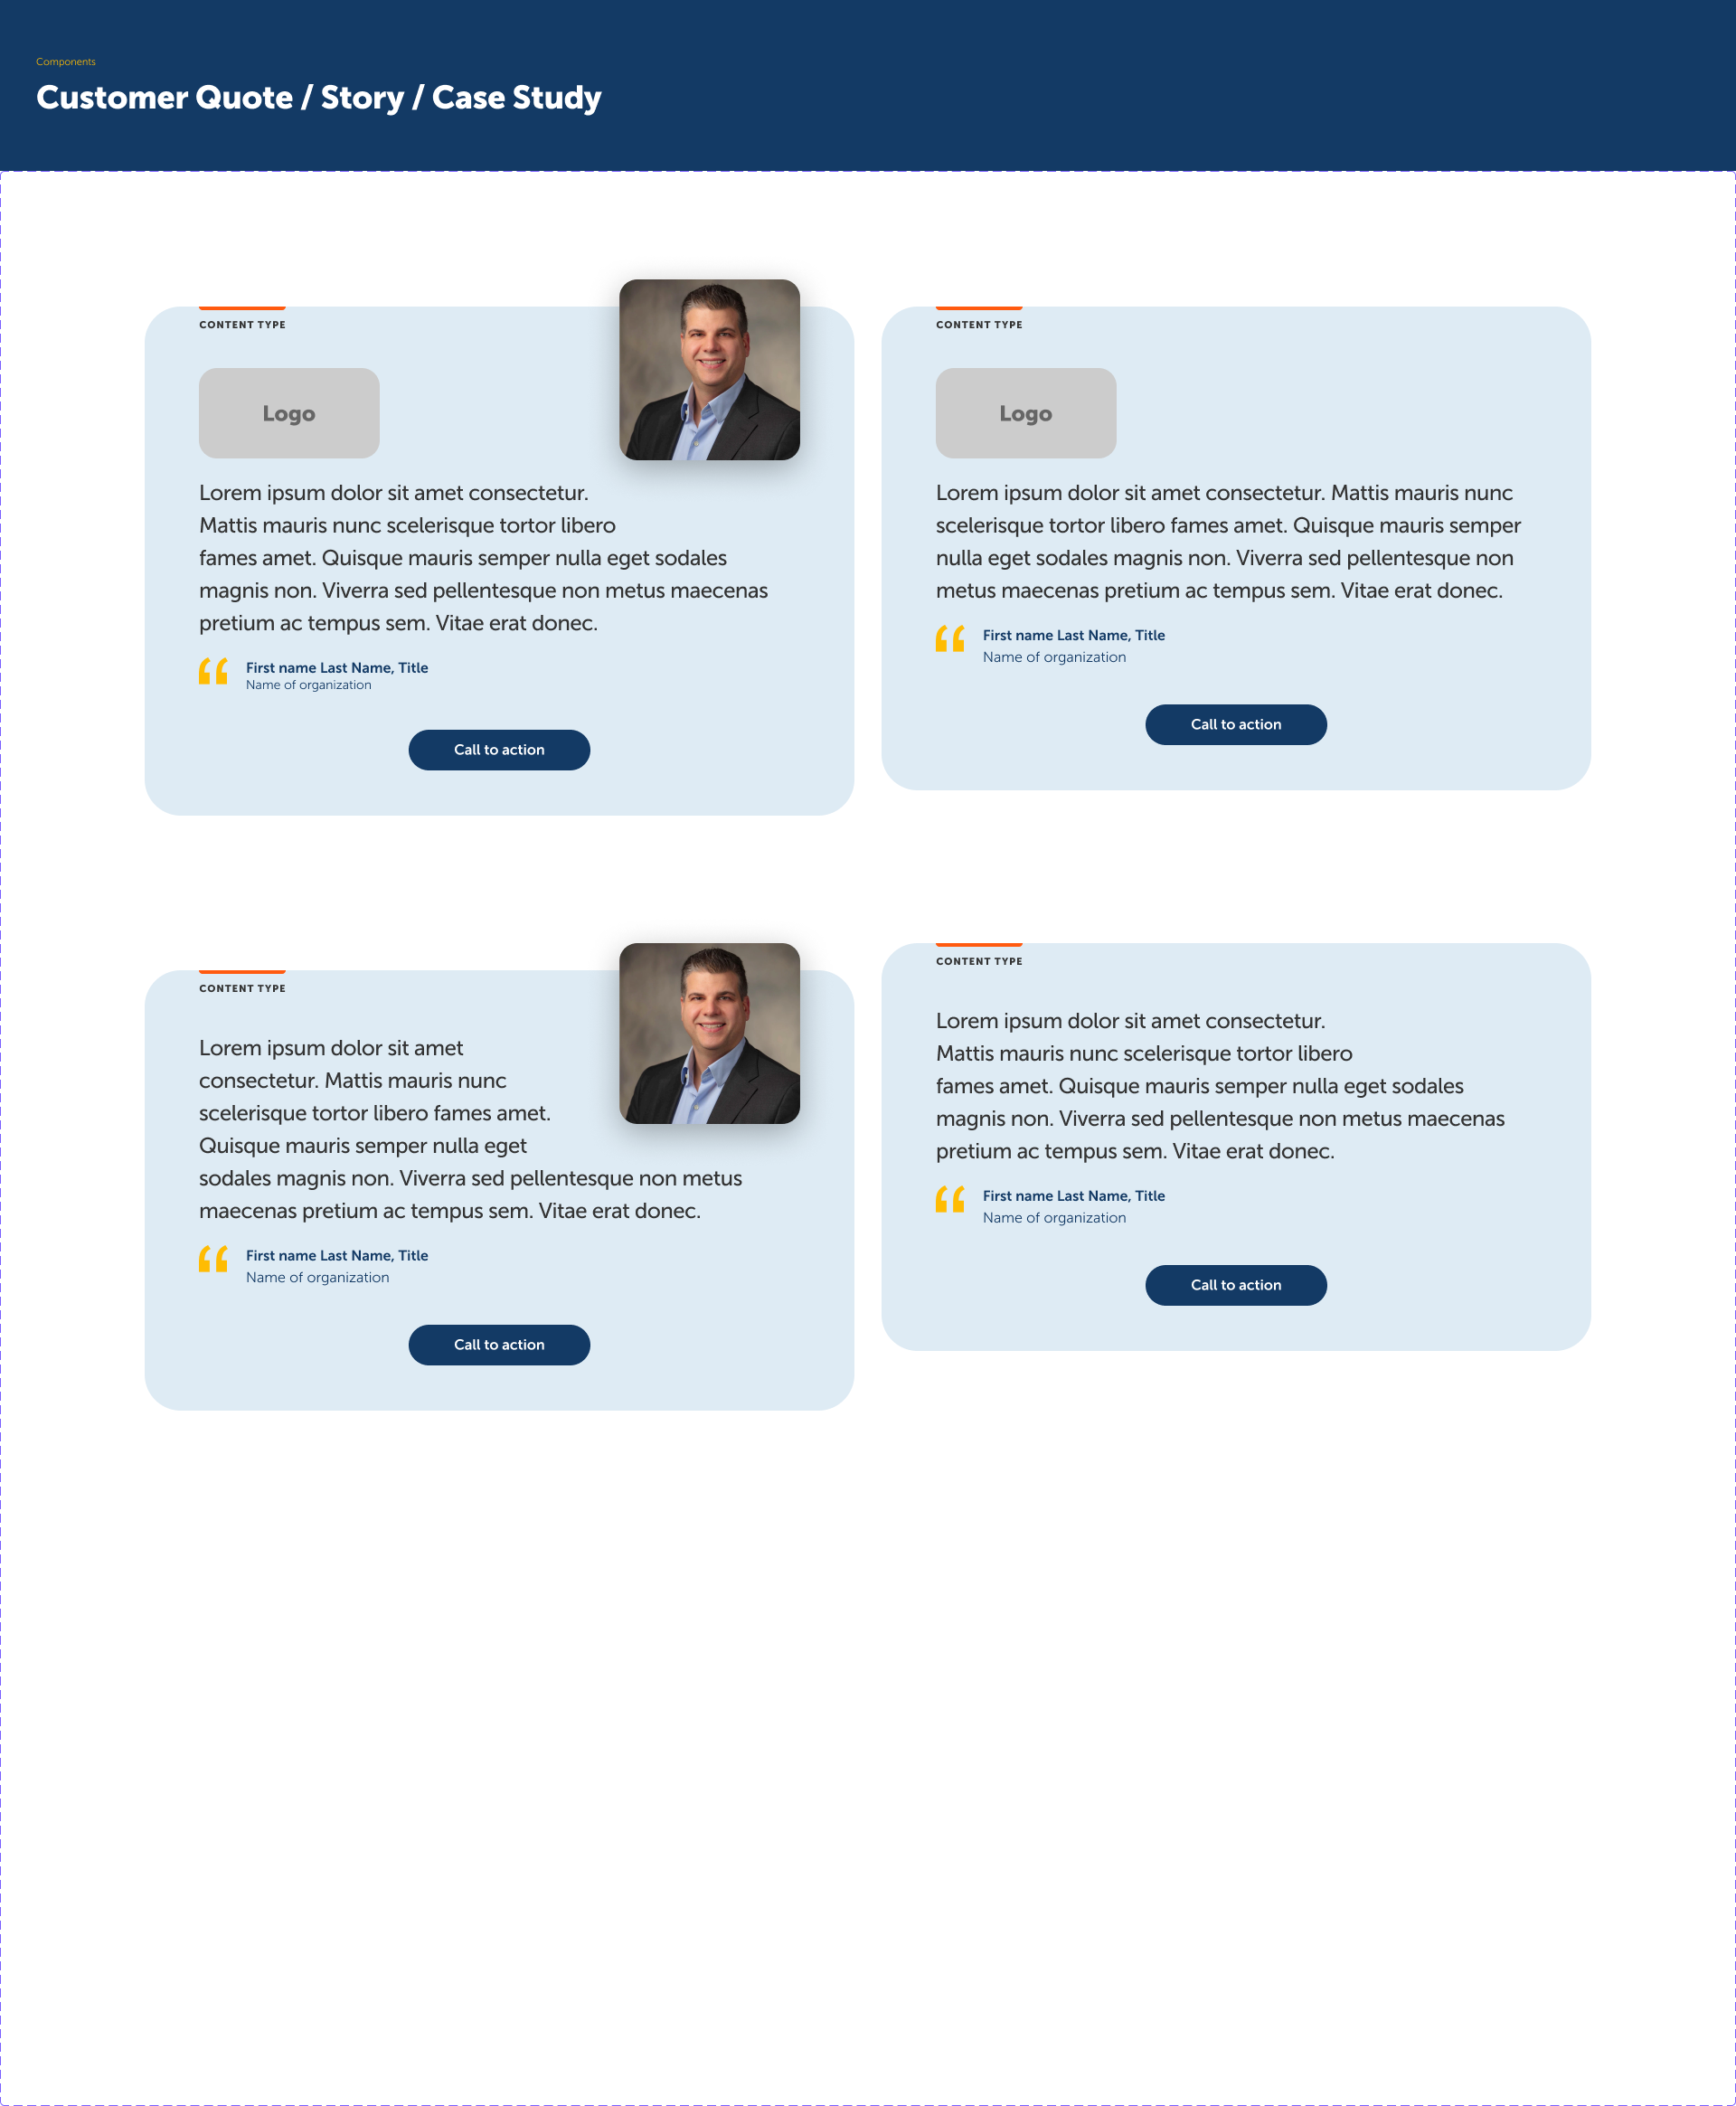 Components
Customer Quote / Story / Case Study
CONTENT TYPE
Logo
Lorem ipsum dolor sit amet consectetur.
Mattis mauris nunc scelerisque tortor libero
fames amet. Quisque mauris semper nulla eget sodales
magnis non. Viverra sed pellentesque non metus maecenas
pretium ac tempus sem. Vitae erat donec.
First name Last Name, Title
Name of organization
Call to action
CONTENT TYPE
Logo
Lorem ipsum dolor sit amet consectetur. Mattis mauris nunc
scelerisque tortor libero fames amet. Quisque mauris semper
nulla eget sodales magnis non. Viverra sed pellentesque non
metus maecenas pretium ac tempus sem. Vitae erat donec.
First name Last Name, Title
Name of organization
Call to action
CONTENT TYPE
Lorem ipsum dolor sit amet
consectetur. Mattis mauris nunc
scelerisque tortor libero fames amet.
Quisque mauris semper nulla eget
sodales magnis non. Viverra sed pellentesque non metus
maecenas pretium ac tempus sem. Vitae erat donec.
First name Last Name, Title
Name of organization
Call to action
CONTENT TYPE
Lorem ipsum dolor sit amet consectetur.
Mattis mauris nunc scelerisque tortor libero
fames amet. Quisque mauris semper nulla eget sodales
magnis non. Viverra sed pellentesque non metus maecenas
pretium ac tempus sem. Vitae erat donec.
First name Last Name, Title
Name of organization
Call to action